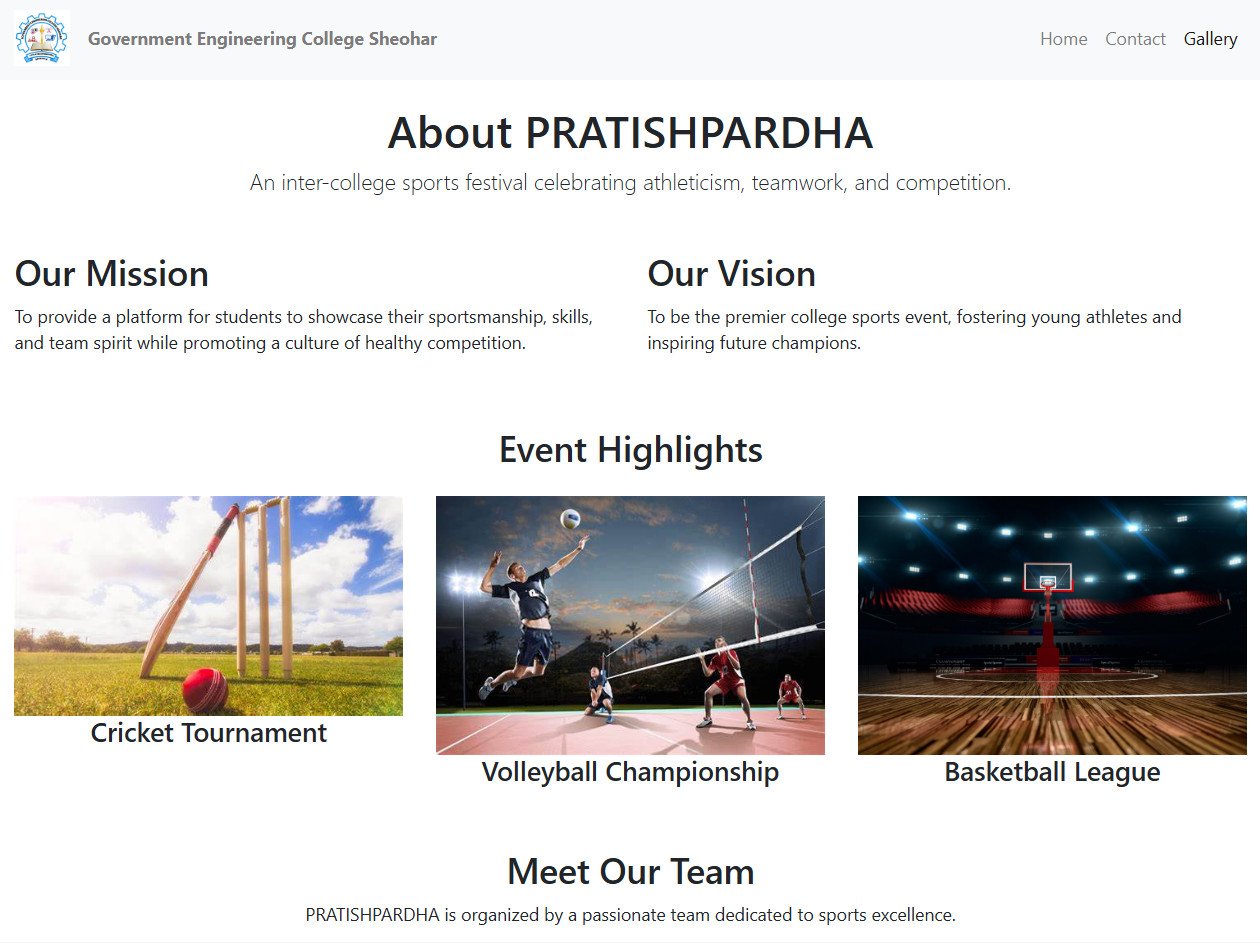 Government Engineering College Sheohar
Home Contact Gallery
About PRATISHPARDHA
An inter-college sports festival celebrating athleticism, teamwork, and competition.
Our Mission
To provide a platform for students to showcase their sportsmanship, skills,
and team spirit while promoting a culture of healthy competition.
Our Vision
To be the premier college sports event, fostering young athletes and
inspiring future champions.
Event Highlights
Cricket Tournament
Volleyball Championship
Basketball League
Meet Our Team
PRATISHPARDHA is organized by a passionate team dedicated to sports excellence.